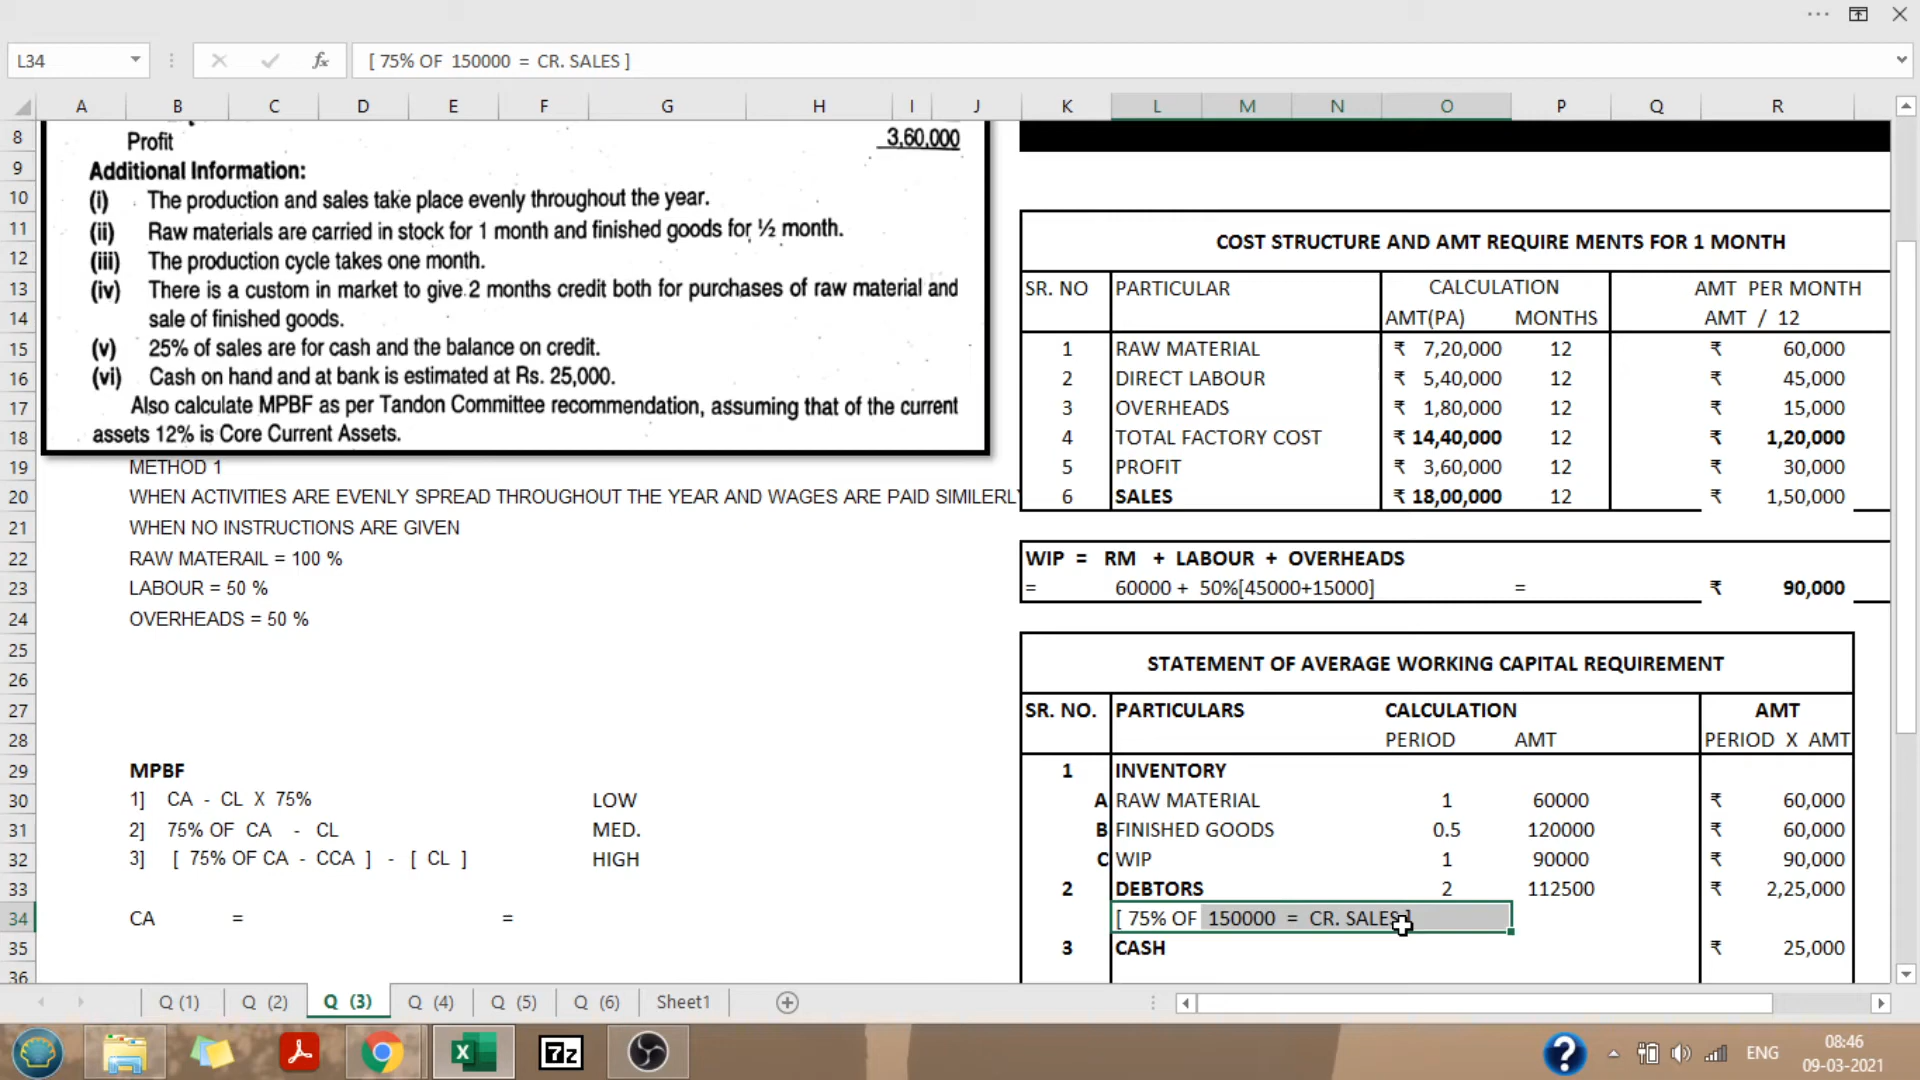 L34
fx
[ 75% OF 150000 = CR. SALES ]
A B C D E F G H I J K L M N O P Q R
8
9
10
11
12
13
14
15
16
17
18
19
20
21
22
23
24
25
26
27
28
29
30
31
32
33
34
35
36
Profit 3,60,000
Additional Information:
(i) The production and sales take place evenly throughout the year.
(ii) Raw materials are carried in stock for 1 month and finished goods for ½ month.
(iii) The production cycle takes one month.
(iv) There is a custom in market to give 2 months credit both for purchases of raw material and
sale of finished goods.
(v) 25% of sales are for cash and the balance on credit.
(vi) Cash on hand and at bank is estimated at Rs. 25,000.
Also calculate MPBF as per Tandon Committee recommendation, assuming that of the current
assets 12% is Core Current Assets.
METHOD 1
WHEN ACTIVITIES ARE EVENLY SPREAD THROUGHOUT THE YEAR AND WAGES ARE PAID SIMILERLY
WHEN NO INSTRUCTIONS ARE GIVEN
RAW MATERAIL = 100 %
LABOUR = 50 %
OVERHEADS = 50 %
MPBF
1] CA - CL X 75% LOW
2] 75% OF CA - CL MED.
3] [ 75% OF CA - CCA ] - [ CL ] HIGH
CA = =
COST STRUCTURE AND AMT REQUIRE MENTS FOR 1 MONTH
SR. NO PARTICULAR CALCULATION AMT PER MONTH
AMT(PA) MONTHS AMT / 12
1 RAW MATERIAL ₹ 7,20,000 12 ₹ 60,000
2 DIRECT LABOUR ₹ 5,40,000 12 ₹ 45,000
3 OVERHEADS ₹ 1,80,000 12 ₹ 15,000
4 TOTAL FACTORY COST ₹ 14,40,000 12 ₹ 1,20,000
5 PROFIT ₹ 3,60,000 12 ₹ 30,000
6 SALES ₹ 18,00,000 12 ₹ 1,50,000
WIP = RM + LABOUR + OVERHEADS
= 60000 + 50%[45000+15000] = ₹ 90,000
STATEMENT OF AVERAGE WORKING CAPITAL REQUIREMENT
SR. NO. PARTICULARS CALCULATION AMT
PERIOD AMT PERIOD X AMT
1 INVENTORY
A RAW MATERIAL 1 60000 ₹ 60,000
B FINISHED GOODS 0.5 120000 ₹ 60,000
C WIP 1 90000 ₹ 90,000
2 DEBTORS 2 112500 ₹ 2,25,000
[ 75% OF 150000 = CR. SALES ]
3 CASH ₹ 25,000
Q (1) Q (2) Q (3) Q (4) Q (5) Q (6) Sheet1
7z
ENG
08:46
09-03-2021